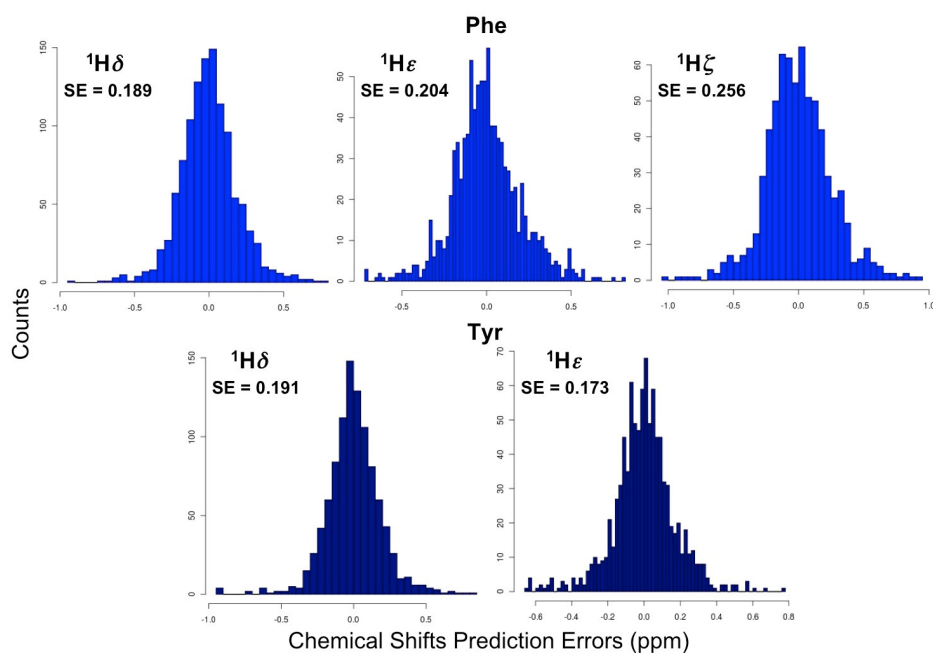 Phe
¹Hδ
SE = 0.189
150
100
50
0
-1.0 -0.5 0.0 0.5
¹Hε
SE = 0.204
50
40
30
20
10
0
-0.5 0.0 0.5
¹Hζ
SE = 0.256
60
50
40
30
20
10
0
-1.0 -0.5 0.0 0.5 1.0
Counts
Tyr
¹Hδ
SE = 0.191
150
100
50
0
-1.0 -0.5 0.0 0.5
¹Hε
SE = 0.173
70
60
50
40
30
20
10
0
-0.6 -0.4 -0.2 0.0 0.2 0.4 0.6 0.8
Chemical Shifts Prediction Errors (ppm)